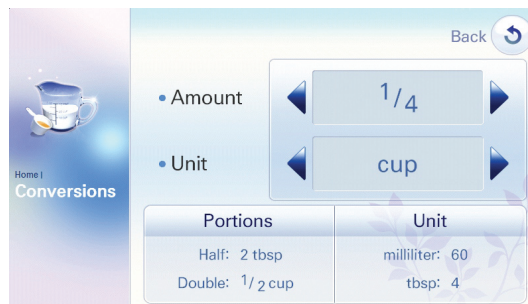 Back
• Amount 1/4
Home |
Conversions
• Unit cup
Portions Unit
Half: 2 tbsp milliliter: 60
Double: 1/2 cup tbsp: 4